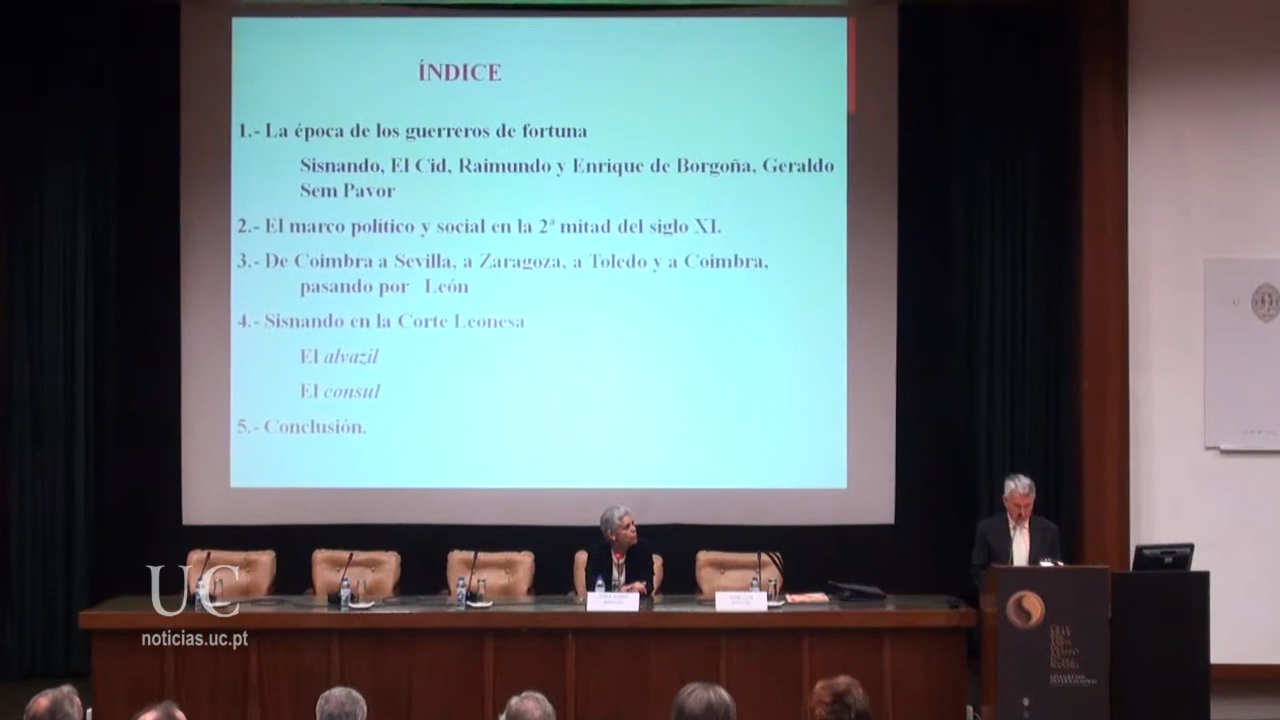 ÍNDICE
1.- La época de los guerreros de fortuna
Sisnando, El Cid, Raimundo y Enrique de Borgoña, Geraldo
Sem Pavor
2.- El marco político y social en la 2ª mitad del siglo XI.
3.- De Coimbra a Sevilla, a Zaragoza, a Toledo y a Coimbra,
pasando por León
4.- Sisnando en la Corte Leonesa
El alvazil
El consul
5.- Conclusión.
U
UC
noticias.uc.pt